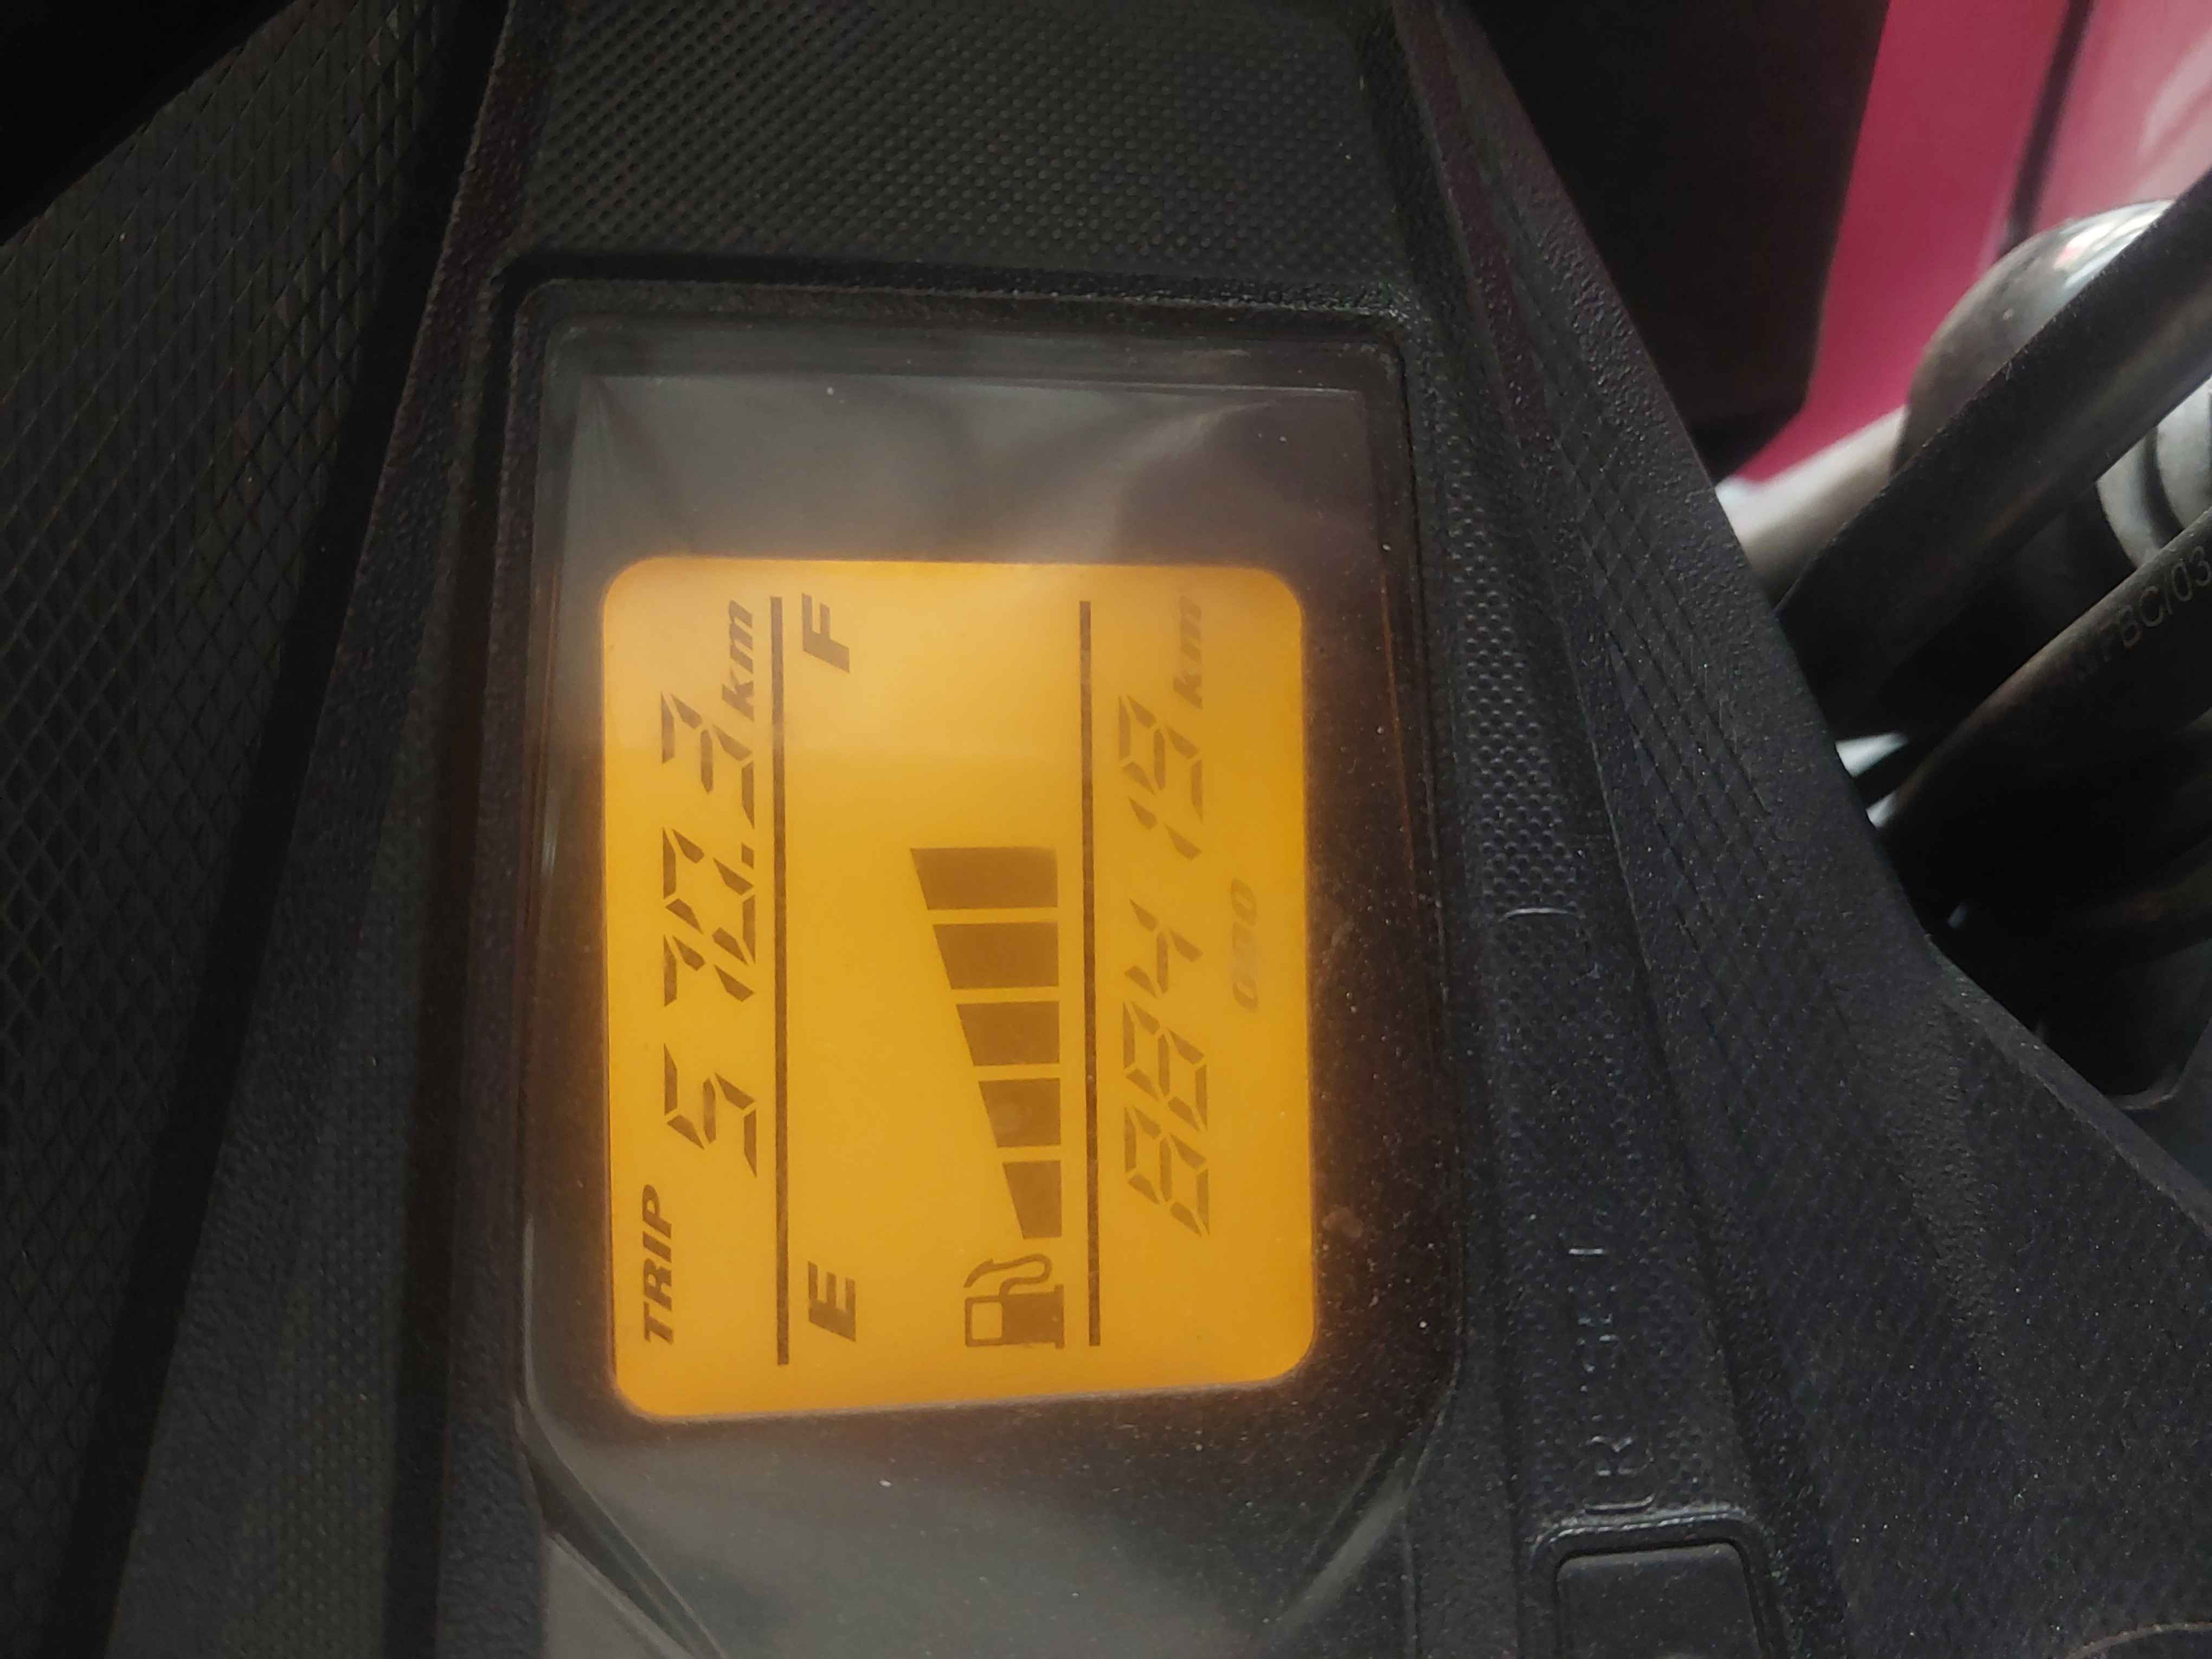 TRIP 570.3 km
E F
88419 km
ODO